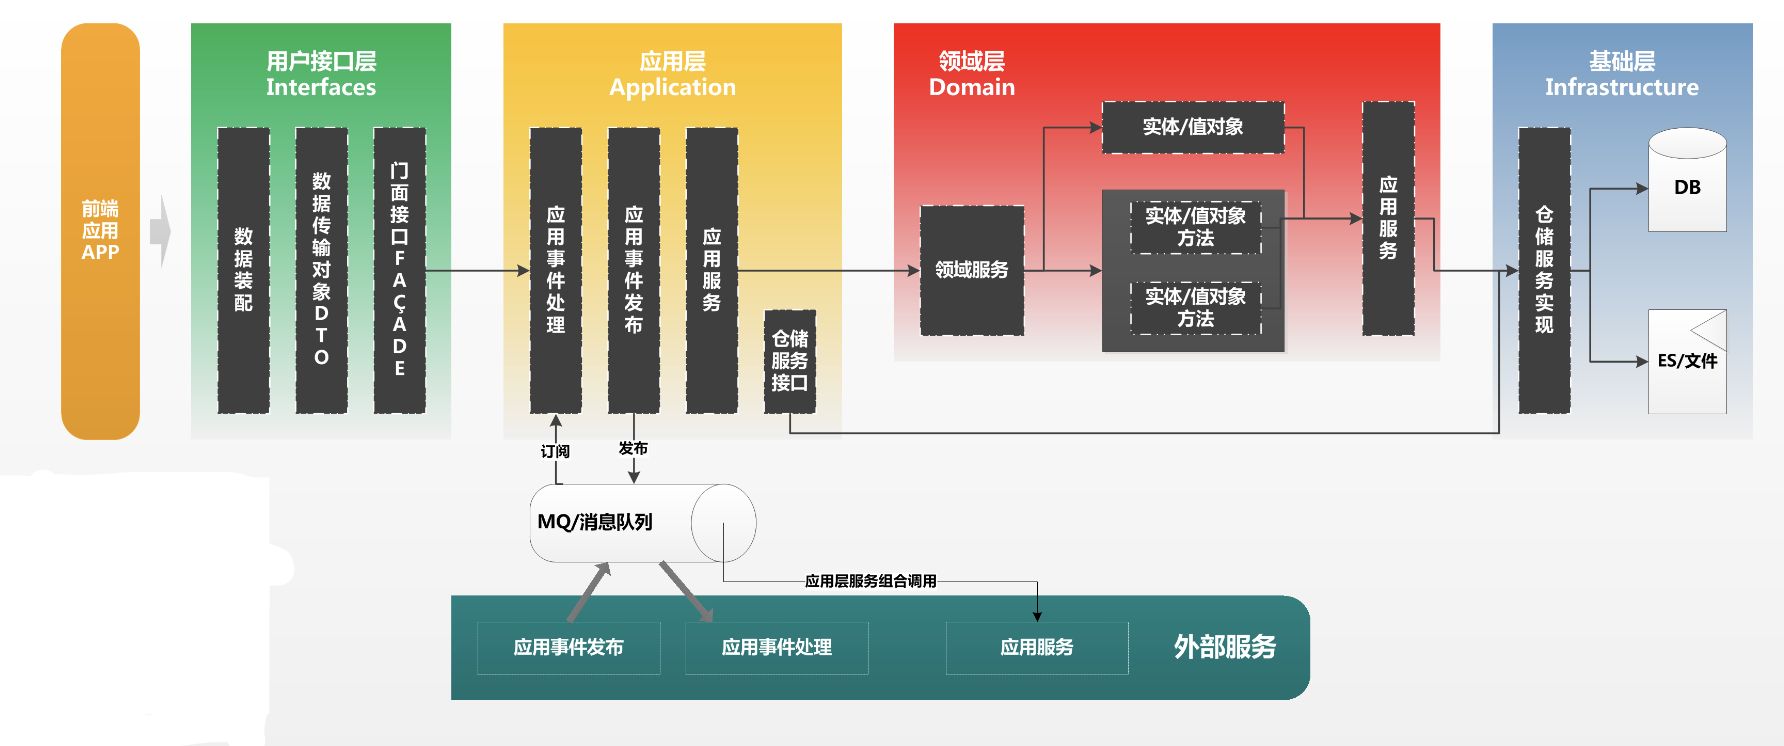 前端
应用
APP
用户接口层
Interfaces
数据装配
数据传输对象DTO
门面接口FAÇADE
应用层
Application
应用事件处理
应用事件发布
应用服务
仓储
服务
接口
领域层
Domain
领域服务
实体/值对象
实体/值对象
方法
实体/值对象
方法
应用服务
基础层
Infrastructure
仓储服务实现
DB
ES/文件
订阅
发布
MQ/消息队列
应用层服务组合调用
应用事件发布
应用事件处理
应用服务
外部服务